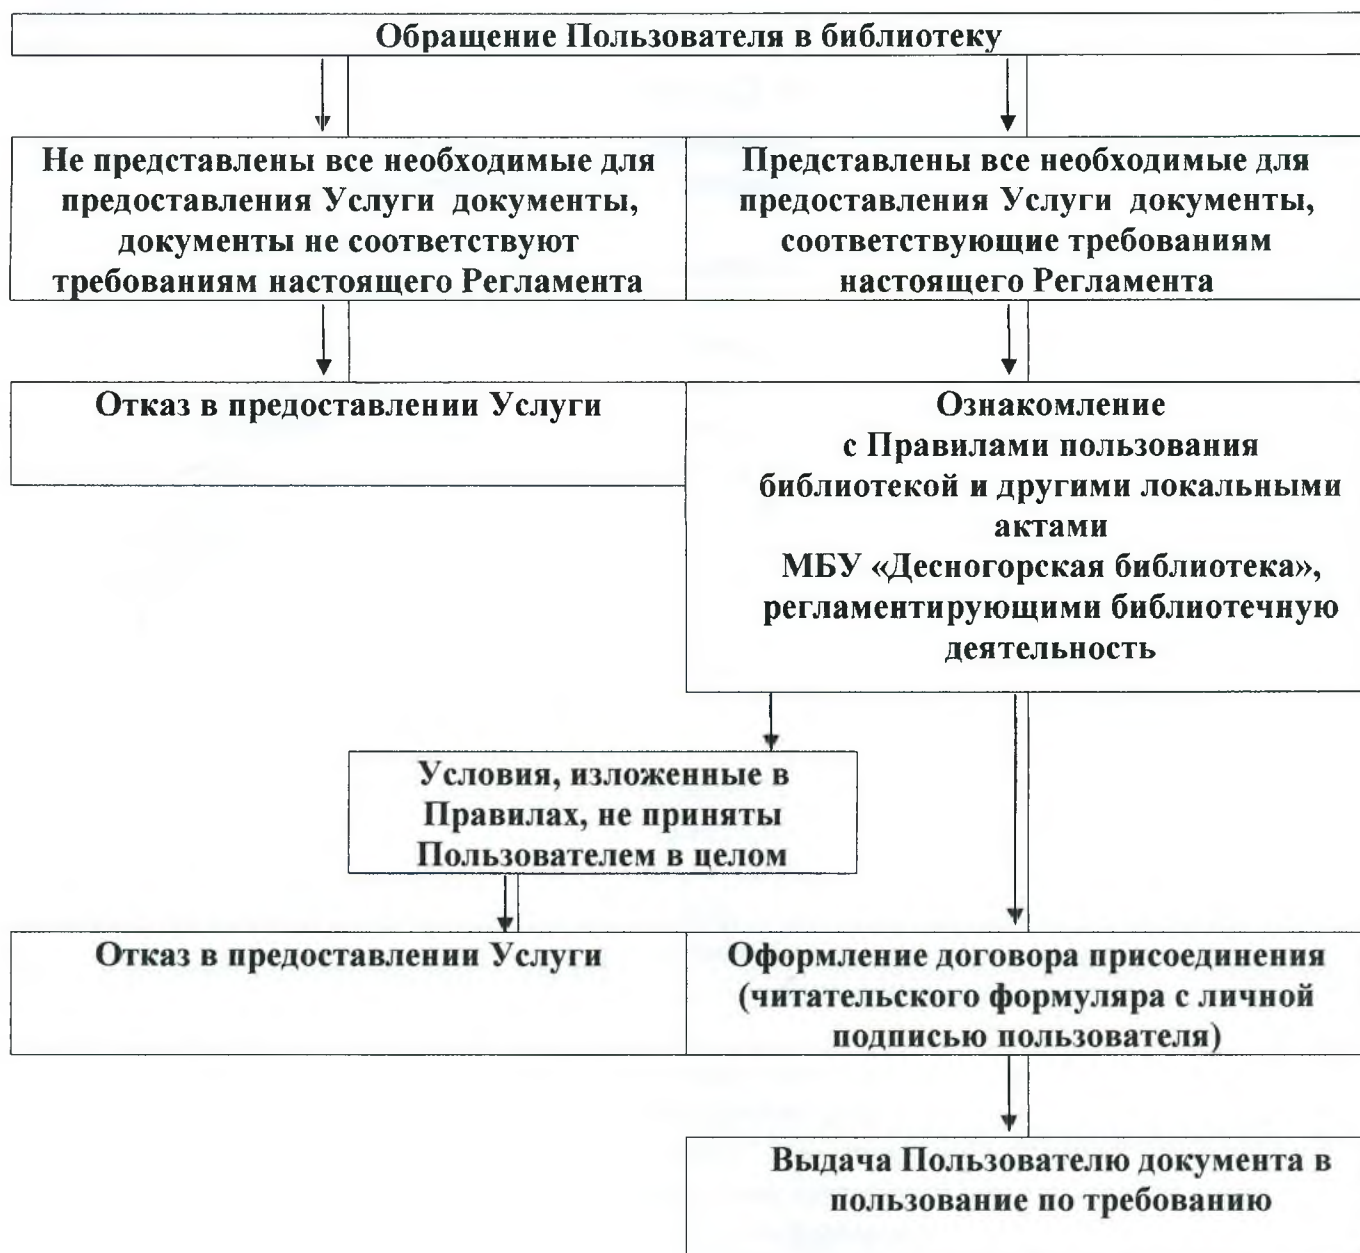 Обращение Пользователя в библиотеку
Не представлены все необходимые для
предоставления Услуги документы,
документы не соответствуют
требованиям настоящего Регламента
Представлены все необходимые для
предоставления Услуги документы,
соответствующие требованиям
настоящего Регламента
Отказ в предоставлении Услуги
Ознакомление
с Правилами пользования
библиотекой и другими локальными
актами
МБУ «Десногорская библиотека»,
регламентирующими библиотечную
деятельность
Условия, изложенные в
Правилах, не приняты
Пользователем в целом
Отказ в предоставлении Услуги
Оформление договора присоединения
(читательского формуляра с личной
подписью пользователя)
Выдача Пользователю документа в
пользование по требованию